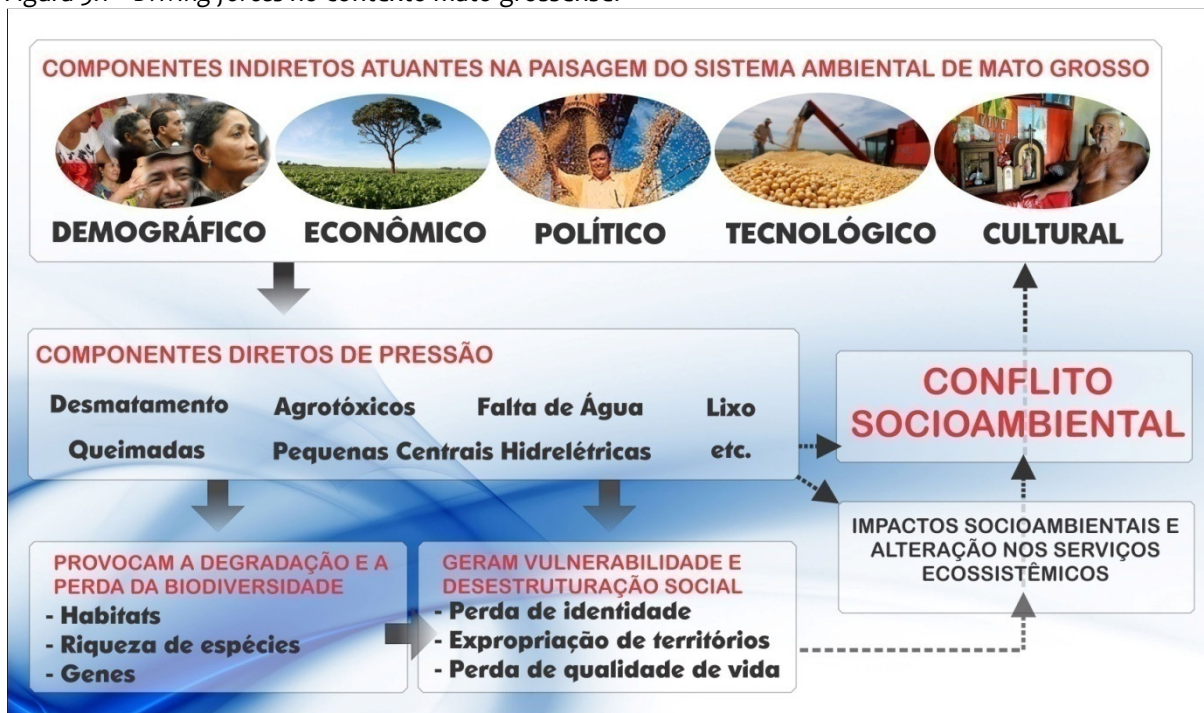 Figura 9.1 - Driving forces no contexto mato-grossense.
COMPONENTES INDIRETOS ATUANTES NA PAISAGEM DO SISTEMA AMBIENTAL DE MATO GROSSO
DEMOGRÁFICO ECONÔMICO POLÍTICO TECNOLÓGICO CULTURAL
COMPONENTES DIRETOS DE PRESSÃO
Desmatamento Agrotóxicos Falta de Água Lixo
Queimadas Pequenas Centrais Hidrelétricas etc.
CONFLITO
SOCIOAMBIENTAL
IMPACTOS SOCIOAMBIENTAIS E
ALTERAÇÃO NOS SERVIÇOS
ECOSSISTÊMICOS
PROVOCAM A DEGRADAÇÃO E A
PERDA DA BIODIVERSIDADE
- Habitats
- Riqueza de espécies
- Genes
GERAM VULNERABILIDADE E
DESESTRUTURAÇÃO SOCIAL
- Perda de identidade
- Expropriação de territórios
- Perda de qualidade de vida